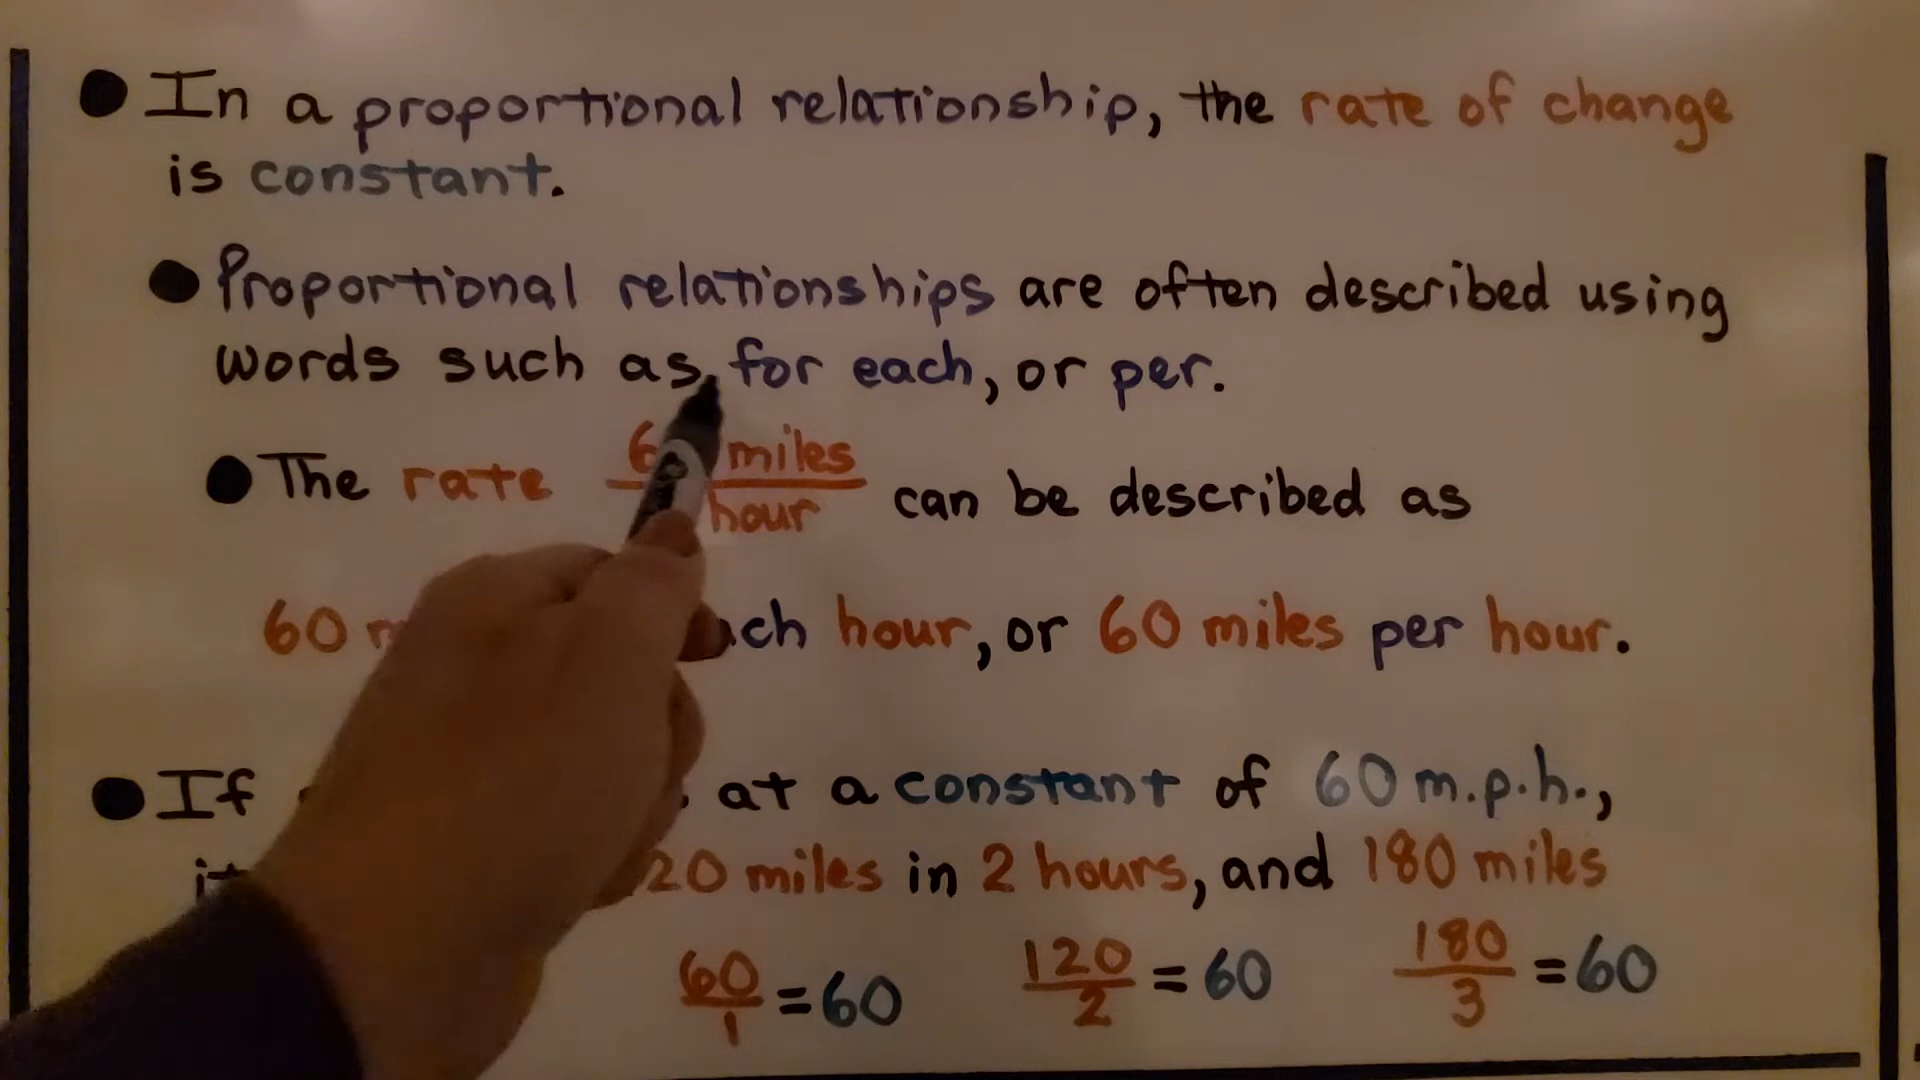 In a proportional relationship, the rate of change
is constant.
Proportional relationships are often described using
words such as for each, or per.
The rate miles/hour can be described as
60 hour, or 60 miles per hour.
If at a constant of 60 m.p.h.,
miles in 2 hours, and 180 miles
60/1 = 60 120/2 = 60 180/3 = 60